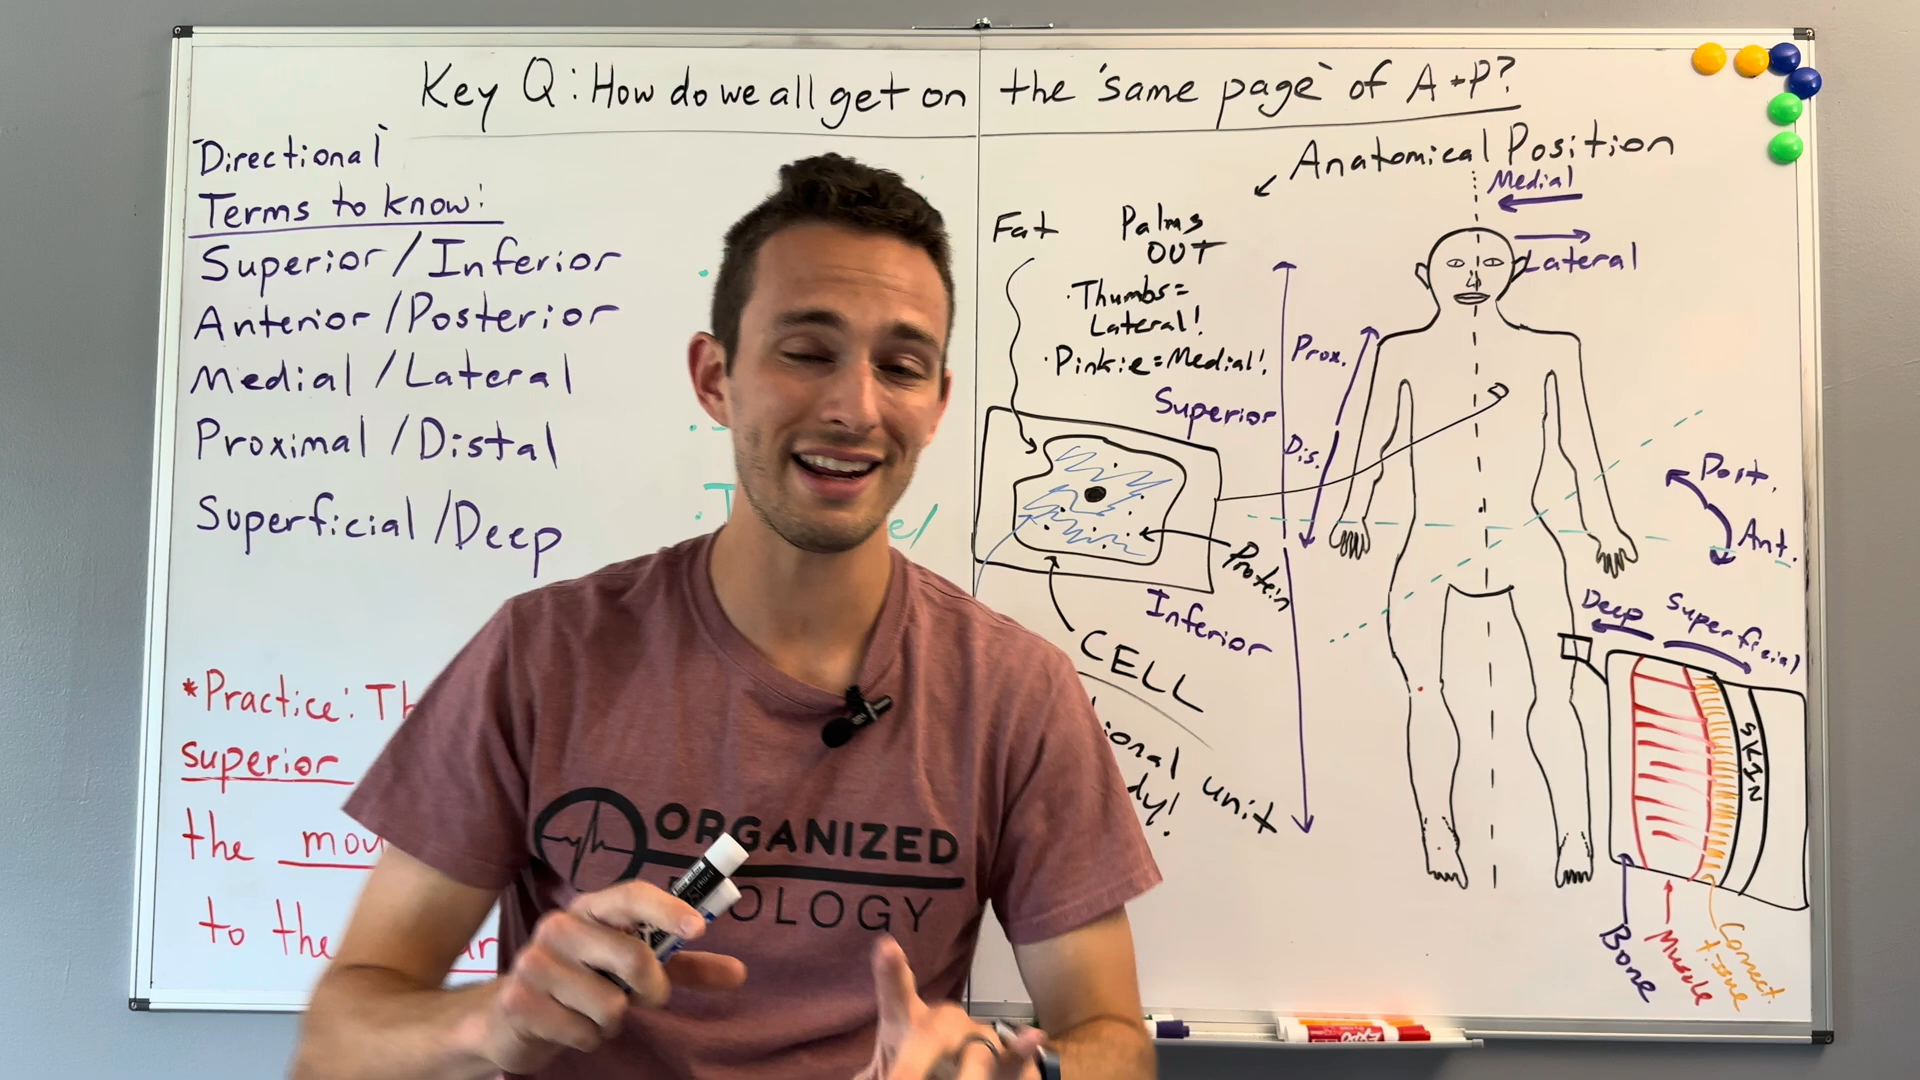 Key Q: How do we all get on the 'same page' of A+P?
Directional
Terms to know:
Superior/Inferior
Anterior/Posterior
Medial/Lateral
Proximal/Distal
Superficial/Deep
*Practice:
superior
the
to the
Anatomical Position
Medial
Lateral
Fat
Palms
OUT
·Thumbs=
Lateral!
·Pinkie=Medial!
Superior
Prox.
Dis.
Protein
Inferior
CELL
unit
Post.
Ant.
Deep
Superficial
SKIN
Bone
Muscle
Connect.
tissue
ORGANIZED